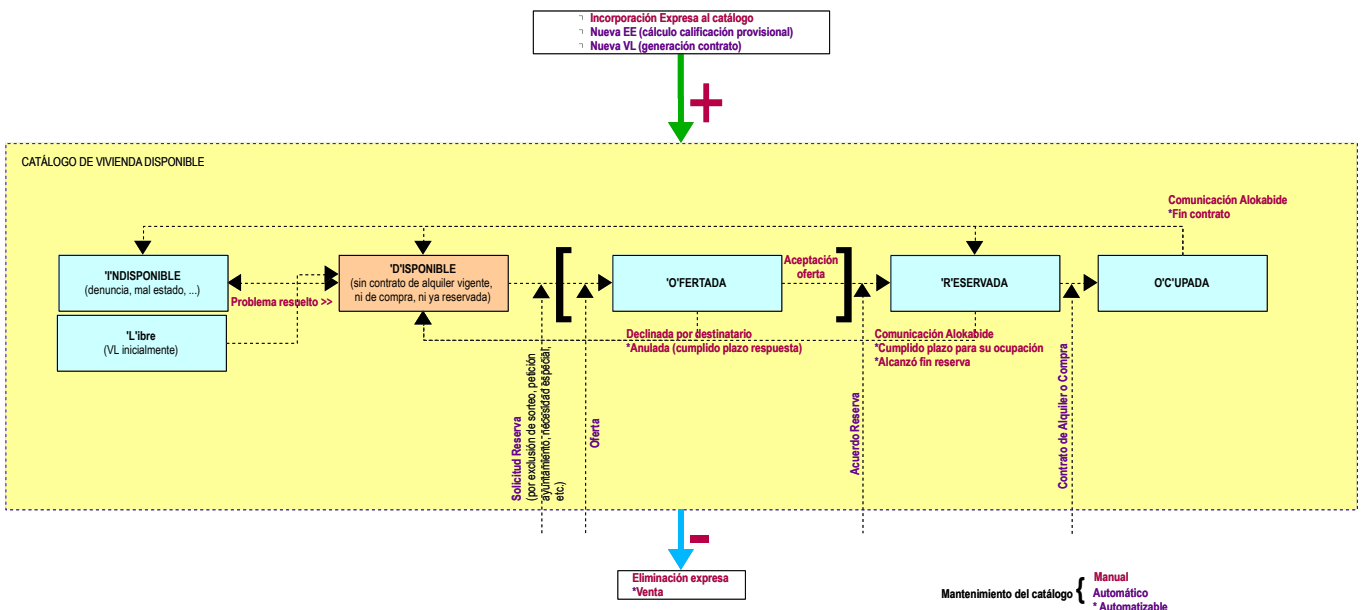 Incorporación Expresa al catálogo
Nueva EE (cálculo calificación provisional)
Nueva VL (generación contrato)
+
CATÁLOGO DE VIVIENDA DISPONIBLE
Comunicación Alokabide
*Fin contrato
'I'NDISPONIBLE
(denuncia, mal estado, ...)
Problema resuelto >>
'L'ibre
(VL inicialmente)
'D'ISPONIBLE
(sin contrato de alquiler vigente,
ni de compra, ni ya reservada)
[
'O'FERTADA
Aceptación
oferta
]
'R'ESERVADA
O'C'UPADA
Declinada por destinatario
*Anulada (cumplido plazo respuesta)
Comunicación Alokabide
*Cumplido plazo para su ocupación
*Alcanzó fin reserva
Solicitud Reserva
(por exclusión de sorteo, petición
ayuntamiento, necesidad especial,
etc.)
Oferta
Acuerdo Reserva
Contrato de Alquiler o Compra
-
Eliminación expresa
*Venta
Mantenimiento del catálogo {
Manual
Automático
* Automatizable